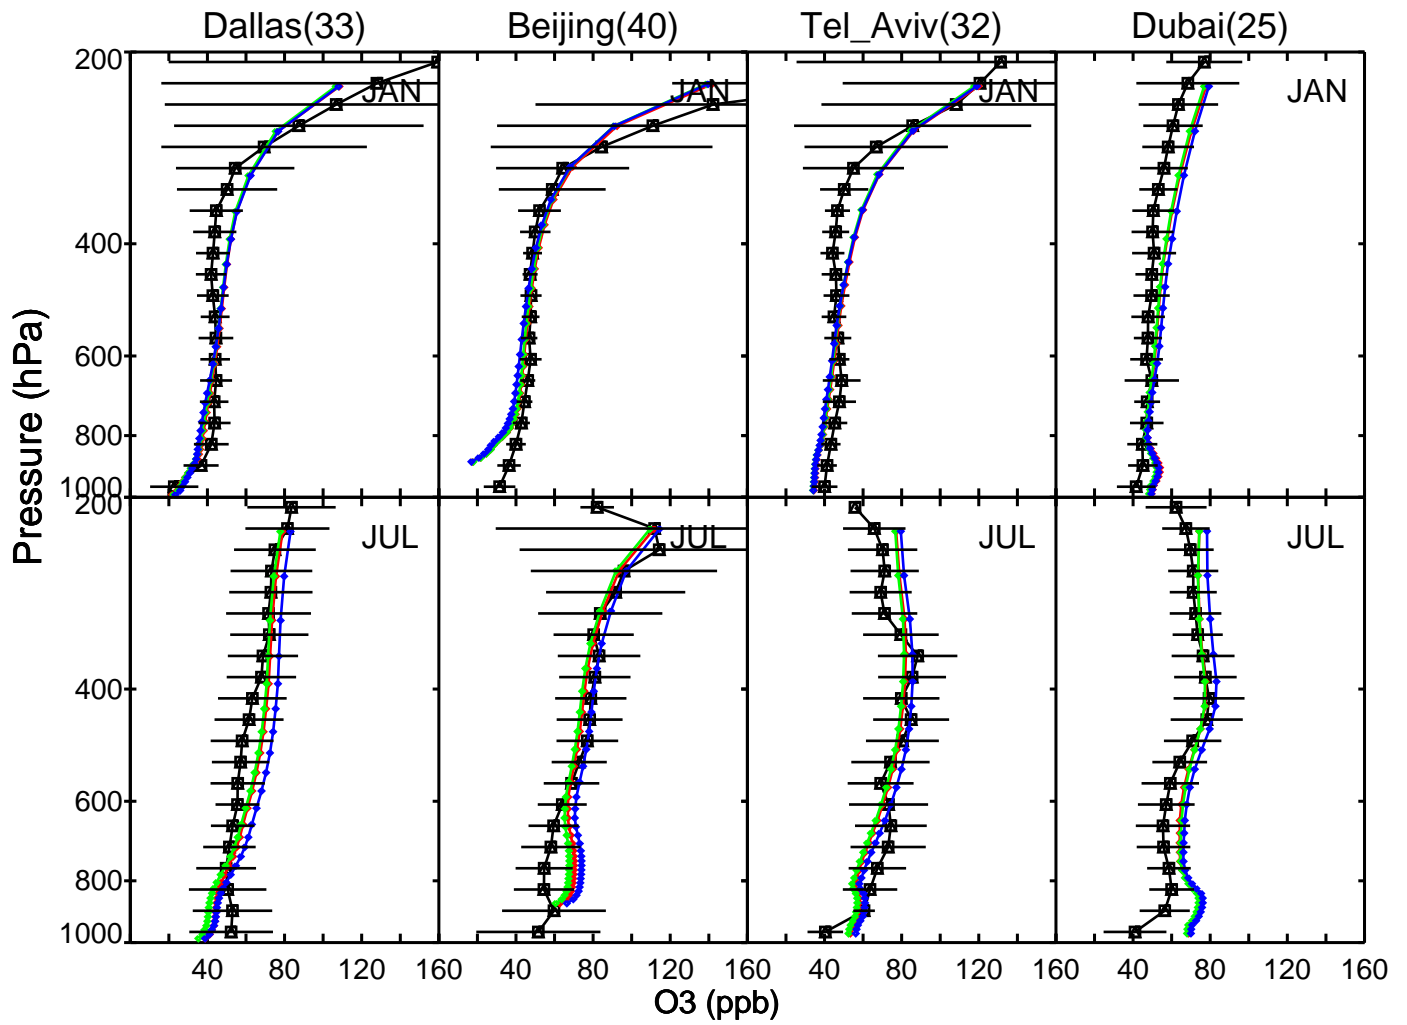 Dallas(33) Beijing(40) Tel_Aviv(32) Dubai(25)
200
JAN JAN JAN JAN
400
600
800
1000
200
JUL JUL JUL JUL
400
600
800
1000
40 80 120 160 40 80 120 160 40 80 120 160 40 80 120 160
O3 (ppb)
Pressure (hPa)